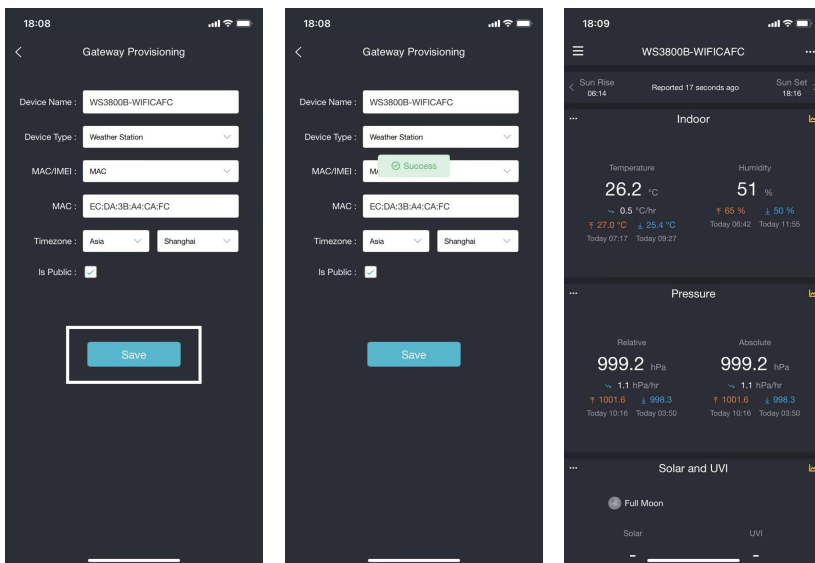 18:08
Gateway Provisioning
Device Name : WS3800B-WIFICAFC
Device Type : Weather Station
MAC/IMEI : MAC
MAC : EC:DA:3B:A4:CA:FC
Timezone : Asia Shanghai
Is Public :
Save
18:08
Gateway Provisioning
Device Name : WS3800B-WIFICAFC
Device Type : Weather Station
Success
MAC/IMEI :
MAC : EC:DA:3B:A4:CA:FC
Timezone : Asia Shanghai
Is Public :
Save
18:09
WS3800B-WIFICAFC
Sun Rise Sun Set
Reported 17 seconds ago
06:14 18:16
Indoor
Temperature Humidity
26.2 °C 51 %
0.5 °C/hr 65 % 50 %
27.0 °C 25.4 °C Today 06:42 Today 11:55
Today 07:17 Today 09:27
Pressure
Relative Absolute
999.2 hPa 999.2 hPa
1.1 hPa/hr 1.1 hPa/hr
1001.6 998.3 1001.6 998.3
Today 10:16 Today 03:50 Today 10:16 Today 03:50
Solar and UVI
Full Moon
Solar UVI
- -